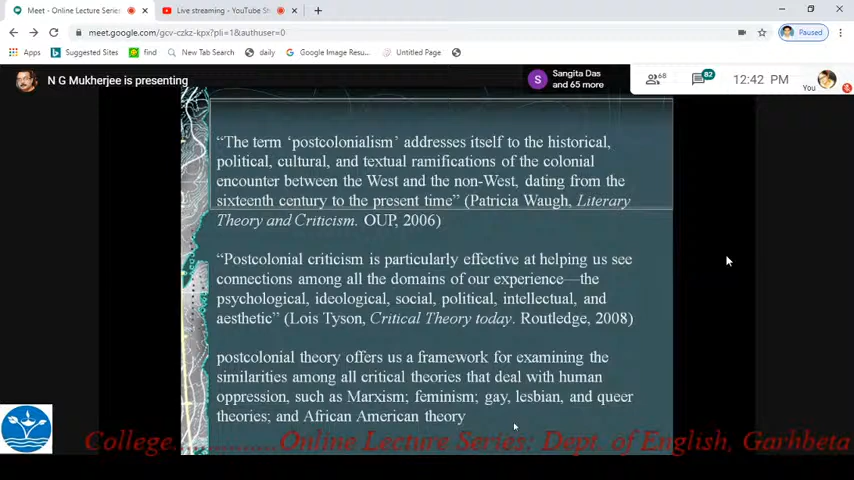 Meet - Online Lecture Series:
Live streaming - YouTube St
meet.google.com/gcv-czkz-kpx?pli=1&authuser=0
Paused
Apps
Suggested Sites
find
New Tab Search
daily
Google Image Resu...
Untitled Page
N G Mukherjee is presenting
S
Sangita Das
and 65 more
68
82
12:42 PM
You
“The term ‘postcolonialism’ addresses itself to the historical,
political, cultural, and textual ramifications of the colonial
encounter between the West and the non-West, dating from the
sixteenth century to the present time” (Patricia Waugh, Literary
Theory and Criticism. OUP, 2006)
“Postcolonial criticism is particularly effective at helping us see
connections among all the domains of our experience—the
psychological, ideological, social, political, intellectual, and
aesthetic” (Lois Tyson, Critical Theory today. Routledge, 2008)
postcolonial theory offers us a framework for examining the
similarities among all critical theories that deal with human
oppression, such as Marxism; feminism; gay, lesbian, and queer
theories; and African American theory
College............Online Lecture Series: Dept. of English, Garhbeta